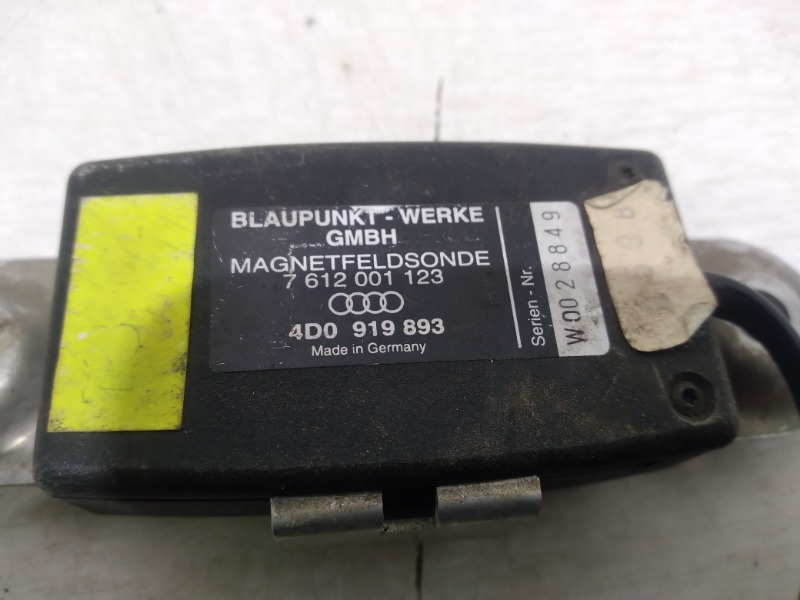 BLAUPUNKT - WERKE
GMBH
MAGNETFELDSONDE
7 612 001 123
4D0 919 893
Made in Germany
Serien - Nr.
W0028849